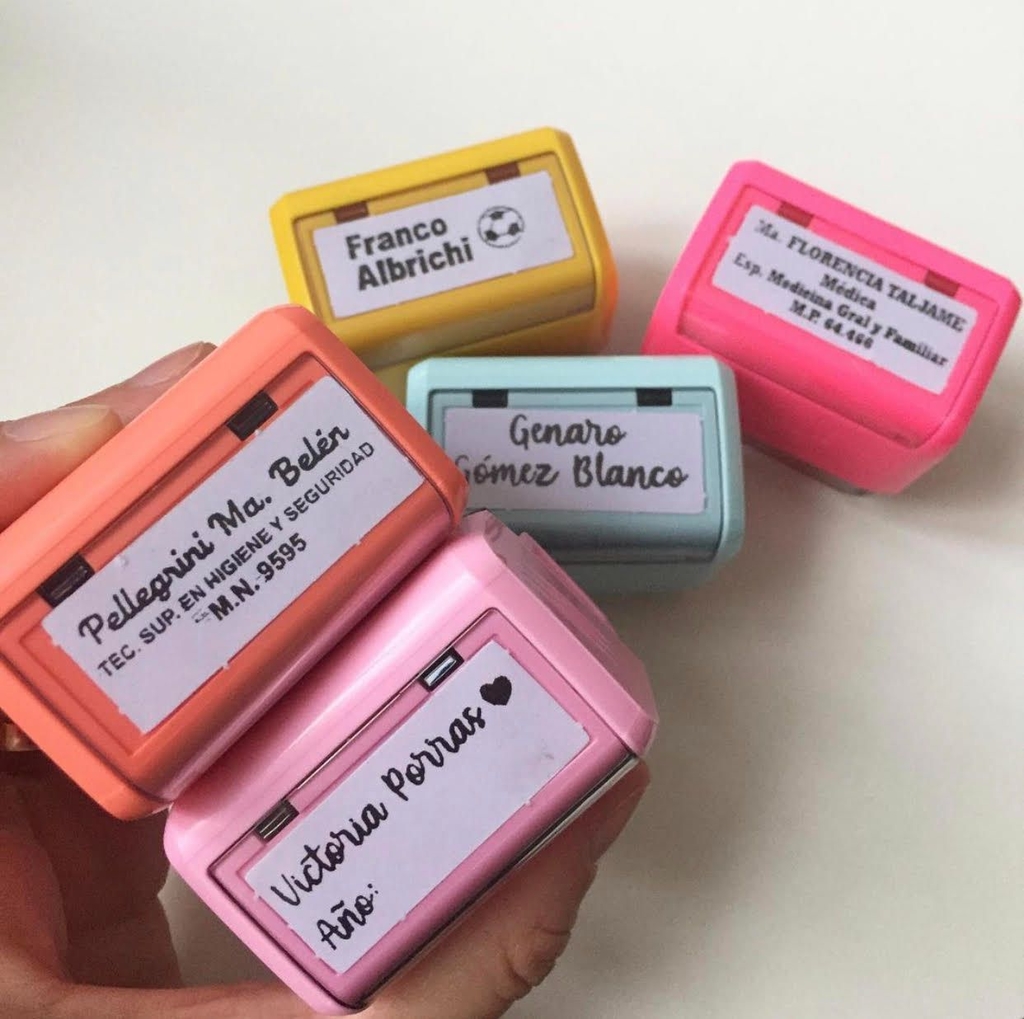 Franco
Albrichi
Ma. FLORENCIA TALJAME
Médica
Esp. Medicina Gral y Familiar
M.P. 64.466
Genaro
Gómez Blanco
Pellegrini Ma. Belén
TEC. SUP. EN HIGIENE Y SEGURIDAD
M.N. 9595
Victoria Porras
Año: